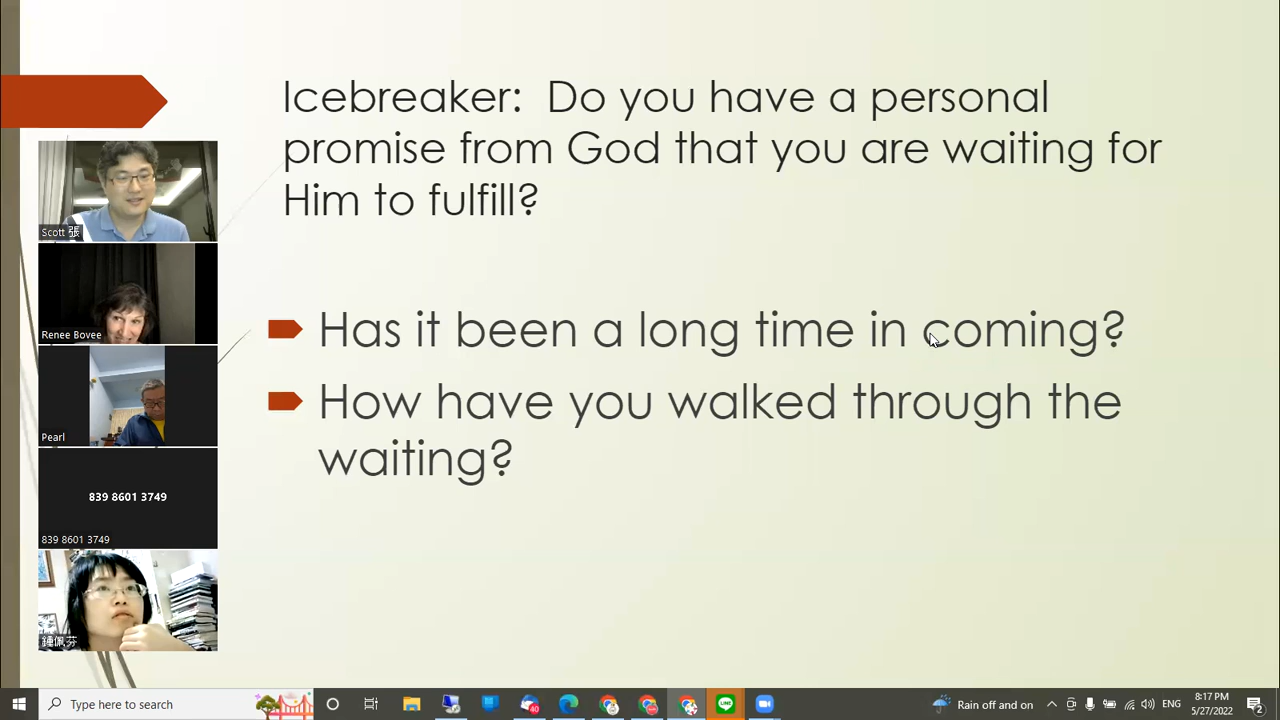 Icebreaker:  Do you have a personal
promise from God that you are waiting for
Him to fulfill?
Has it been a long time in coming?
How have you walked through the
waiting?
Scott 張
Renee Bovee
Pearl
839 8601 3749
839 8601 3749
鍾佩芬
Type here to search
40
Rain off and on
ENG
8:17 PM
5/27/2022
2